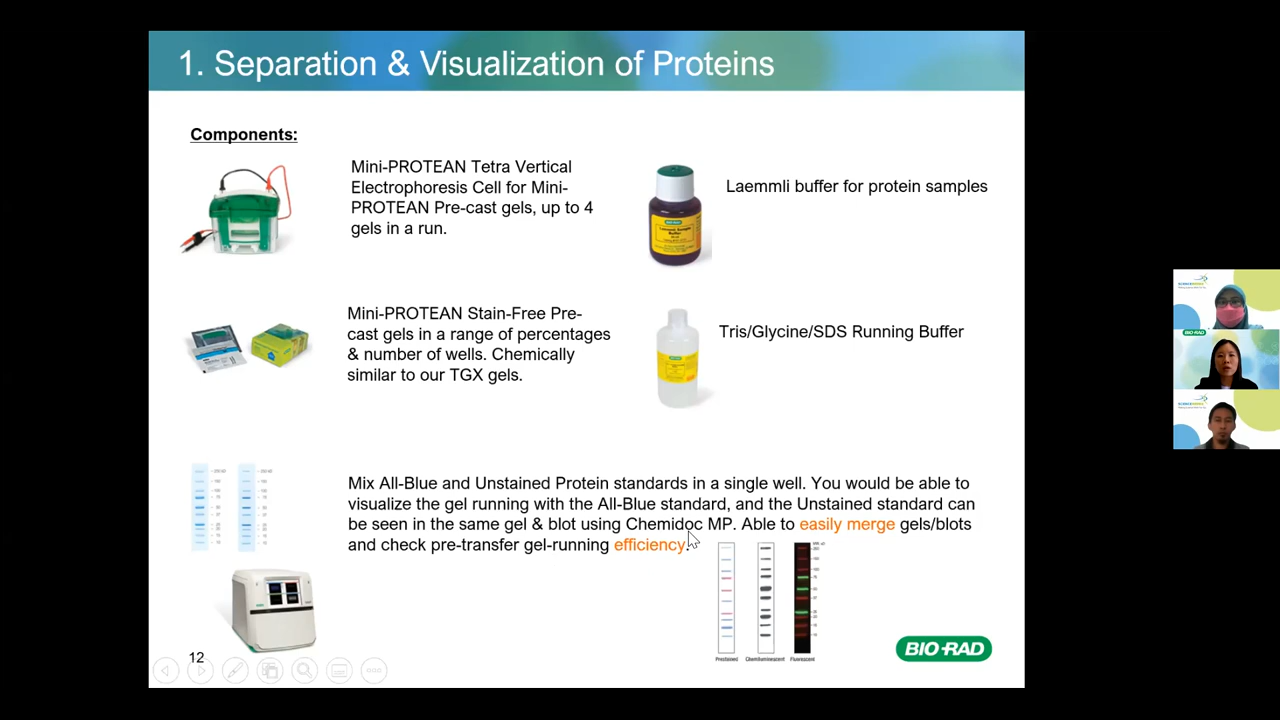 1. Separation & Visualization of Proteins
Components:
Mini-PROTEAN Tetra Vertical
Electrophoresis Cell for Mini-
PROTEAN Pre-cast gels, up to 4
gels in a run.
Laemmli buffer for protein samples
Mini-PROTEAN Stain-Free Pre-
cast gels in a range of percentages
& number of wells. Chemically
similar to our TGX gels.
Tris/Glycine/SDS Running Buffer
Mix All-Blue and Unstained Protein standards in a single well. You would be able to
visualize the gel running with the All-Blue standard, and the Unstained standard can
be seen in the same gel & blot using Chemidoc MP. Able to easily merge gels/blots
and check pre-transfer gel-running efficiency.
Prestained Chemiluminescent Fluorescent
12
BIO-RAD
BIO-RAD